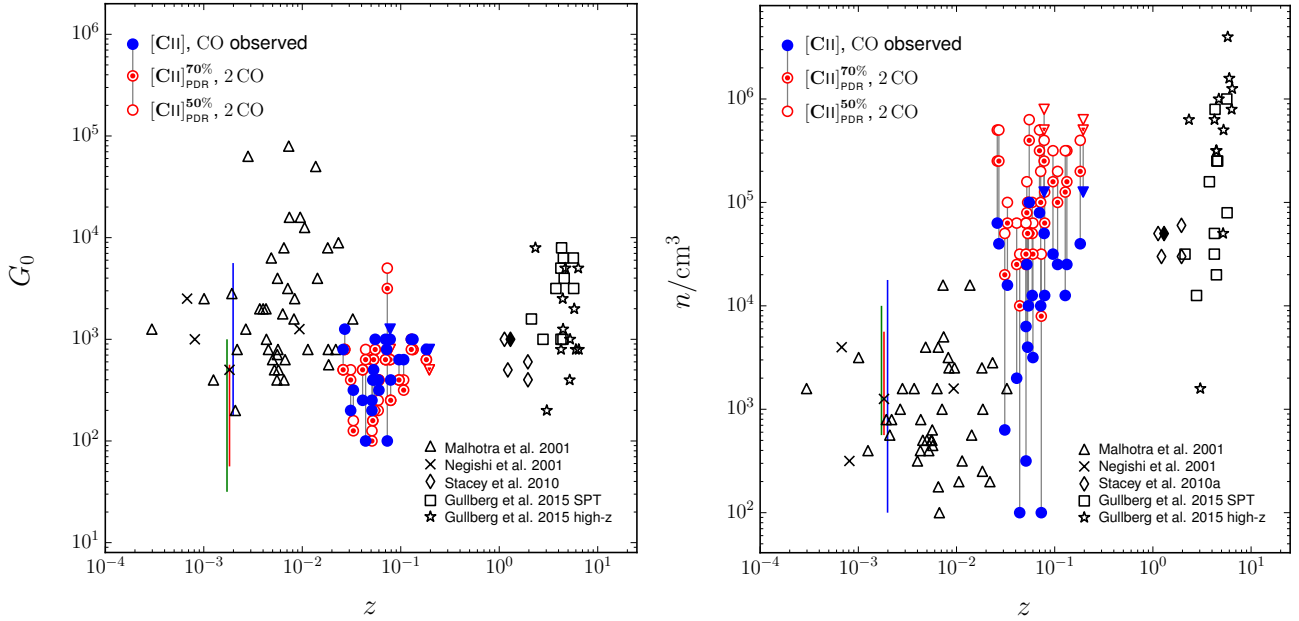 10^6
10^5
10^4
10^3
10^2
10^1
G_0
[CII], CO observed
[CII]^{70%}_{PDR}, 2 CO
[CII]^{50%}_{PDR}, 2 CO
Malhotra et al. 2001
Negishi et al. 2001
Stacey et al. 2010
Gullberg et al. 2015 SPT
Gullberg et al. 2015 high-z
10^{-4} 10^{-3} 10^{-2} 10^{-1} 10^0 10^1
z
10^6
10^5
10^4
10^3
10^2
n/cm^3
[CII], CO observed
[CII]^{70%}_{PDR}, 2 CO
[CII]^{50%}_{PDR}, 2 CO
Malhotra et al. 2001
Negishi et al. 2001
Stacey et al. 2010a
Gullberg et al. 2015 SPT
Gullberg et al. 2015 high-z
10^{-4} 10^{-3} 10^{-2} 10^{-1} 10^0 10^1
z